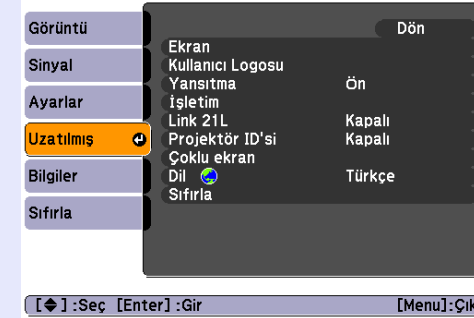 Görüntü
Sinyal
Ayarlar
Uzatılmış
Bilgiler
Sıfırla
Dön
Ekran
Kullanıcı Logosu
Yansıtma Ön
İşletim
Link 21L Kapalı
Projektör ID'si Kapalı
Çoklu ekran
Dil Türkçe
Sıfırla
[◆] :Seç [Enter] :Gir [Menu]:Çık